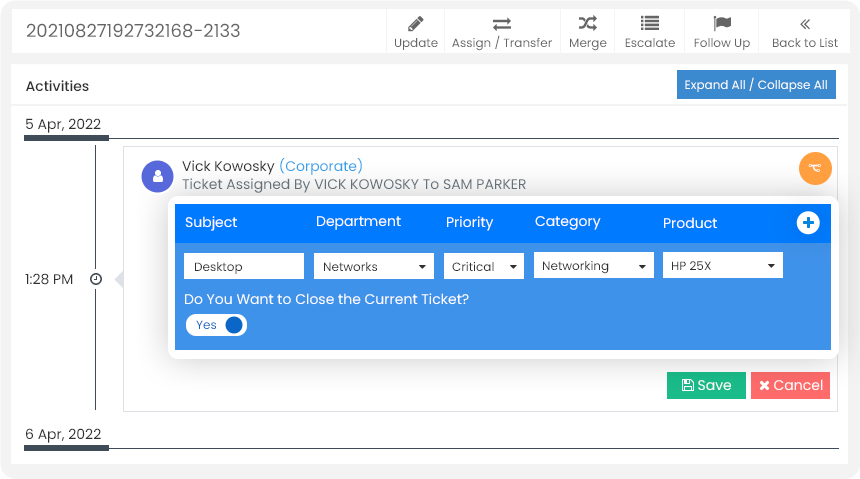 20210827192732168-2133
Update
Assign / Transfer
Merge
Escalate
Follow Up
Back to List
Activities
Expand All / Collapse All
5 Apr, 2022
Vick Kowosky (Corporate)
Ticket Assigned By VICK KOWOSKY To SAM PARKER
Subject Department Priority Category Product
Desktop Networks Critical Networking HP 25X
1:28 PM
Do You Want to Close the Current Ticket?
Yes
Save Cancel
6 Apr, 2022